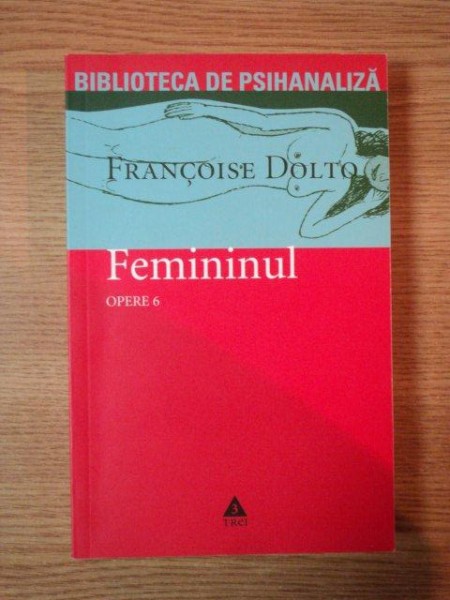 BIBLIOTECA DE PSIHANALIZĂ
FRANÇOISE DOLTO
Femininul
OPERE 6
3
TREI